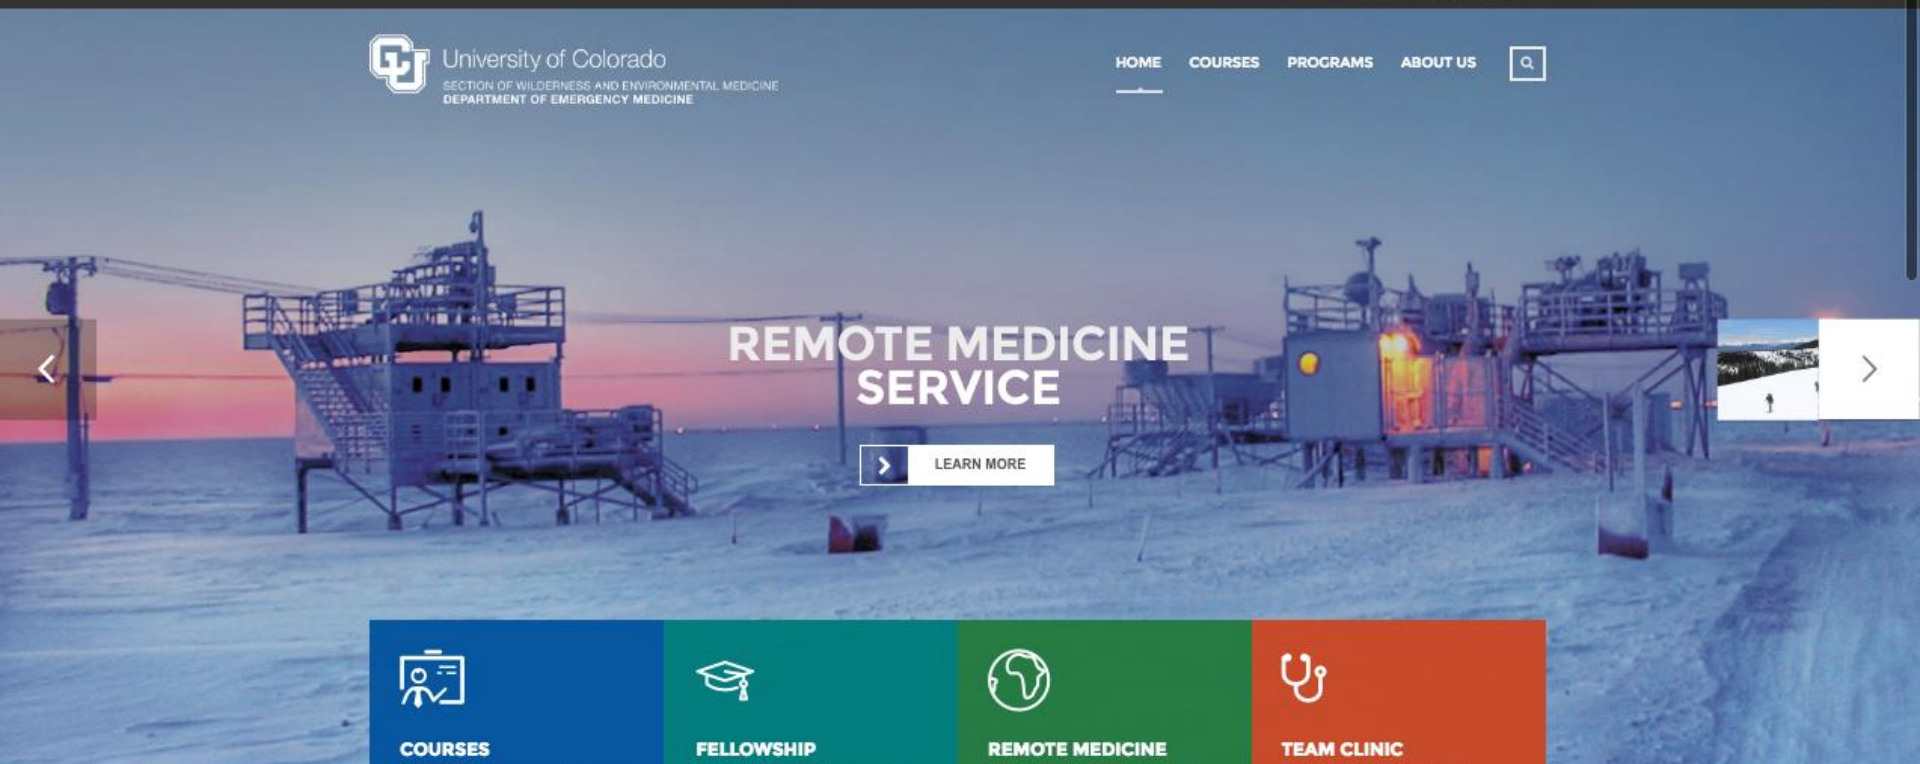 CU
University of Colorado
SECTION OF WILDERNESS AND ENVIRONMENTAL MEDICINE
DEPARTMENT OF EMERGENCY MEDICINE
HOME COURSES PROGRAMS ABOUT US
REMOTE MEDICINE
SERVICE
LEARN MORE
COURSES FELLOWSHIP REMOTE MEDICINE TEAM CLINIC